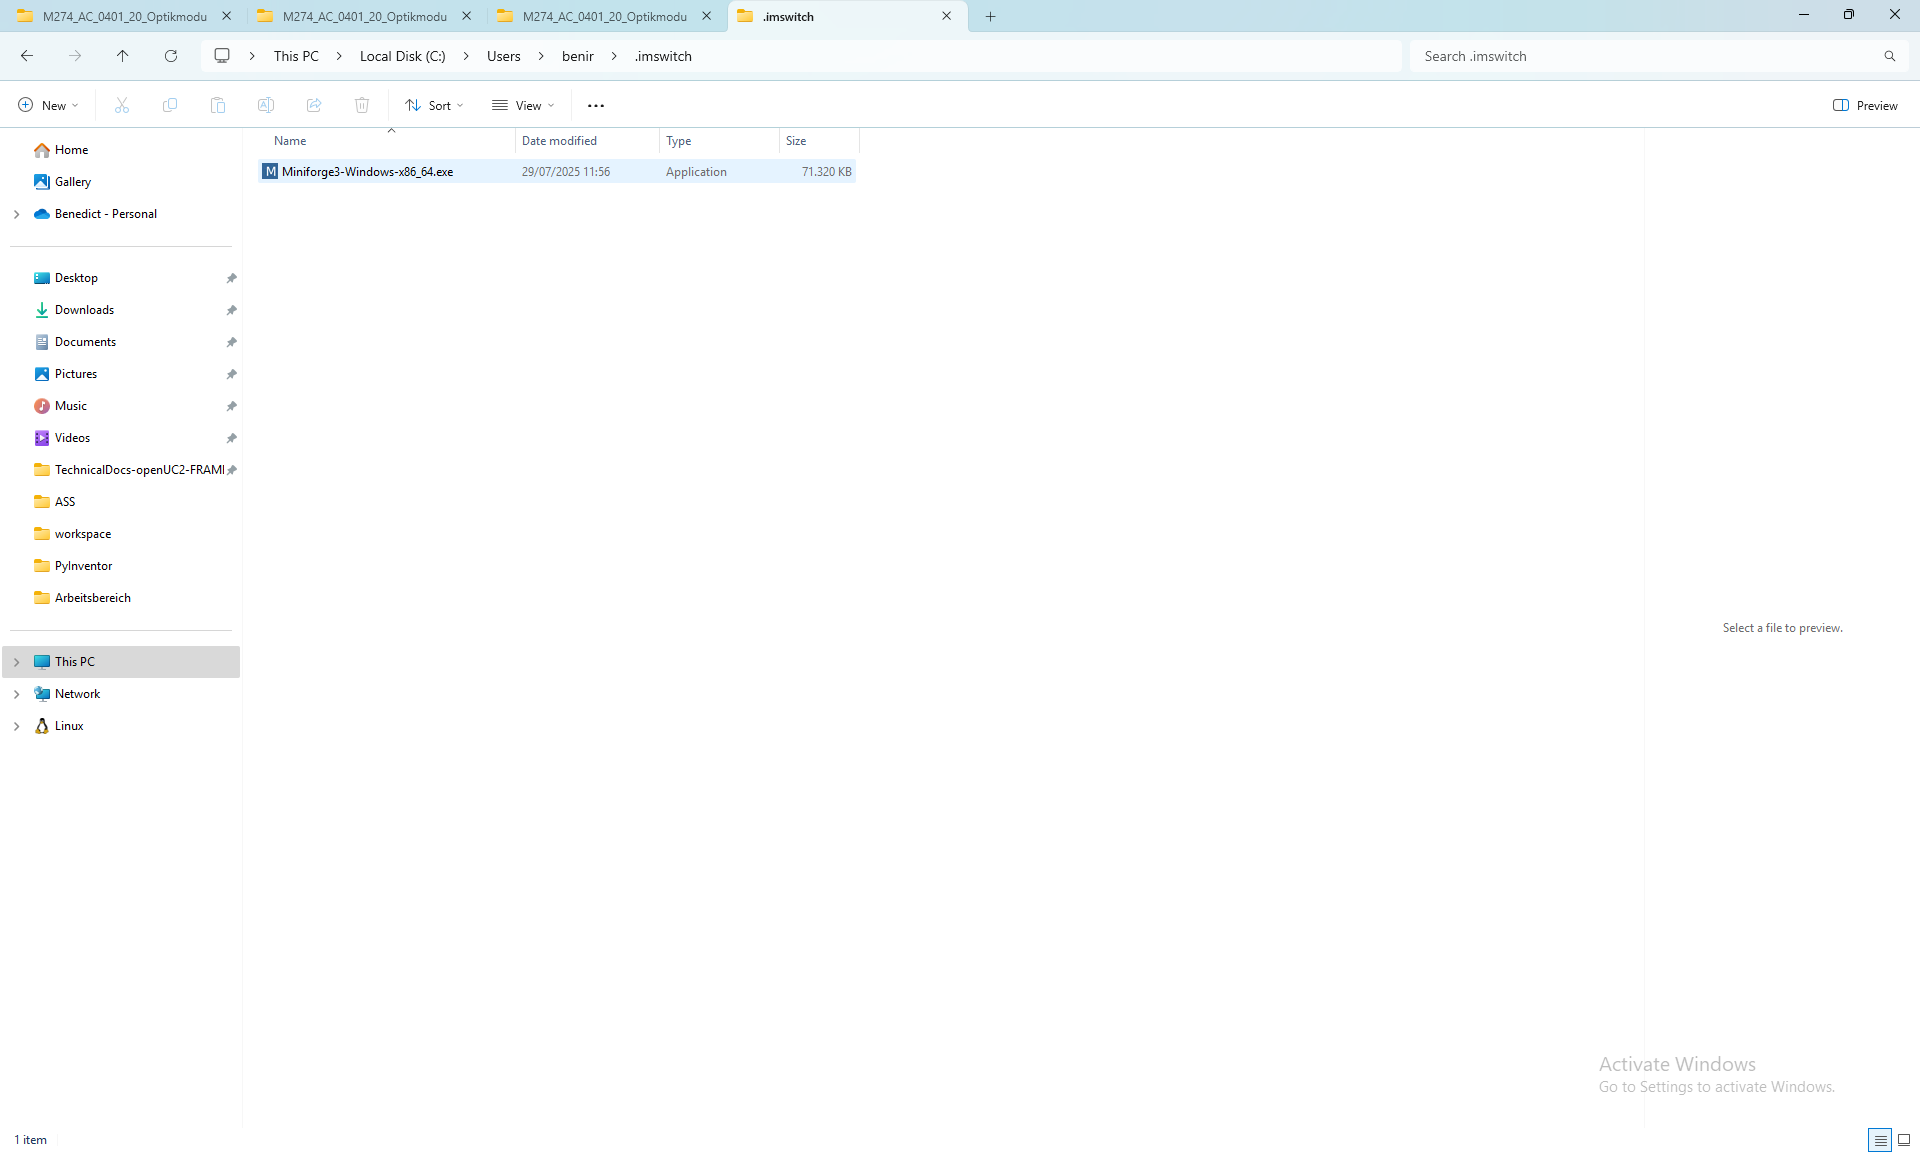 M274_AC_0401_20_Optikmodu
M274_AC_0401_20_Optikmodu
M274_AC_0401_20_Optikmodu
.imswitch
This PC
Local Disk (C:)
Users
benir
.imswitch
Search .imswitch
New
Sort
View
Preview
Name
Date modified
Type
Size
M
Miniforge3-Windows-x86_64.exe
29/07/2025 11:56
Application
71.320 KB
Home
Gallery
Benedict - Personal
Desktop
Downloads
Documents
Pictures
Music
Videos
TechnicalDocs-openUC2-FRAMI
ASS
workspace
PyInventor
Arbeitsbereich
This PC
Network
Linux
Select a file to preview.
Activate Windows
Go to Settings to activate Windows.
1 item